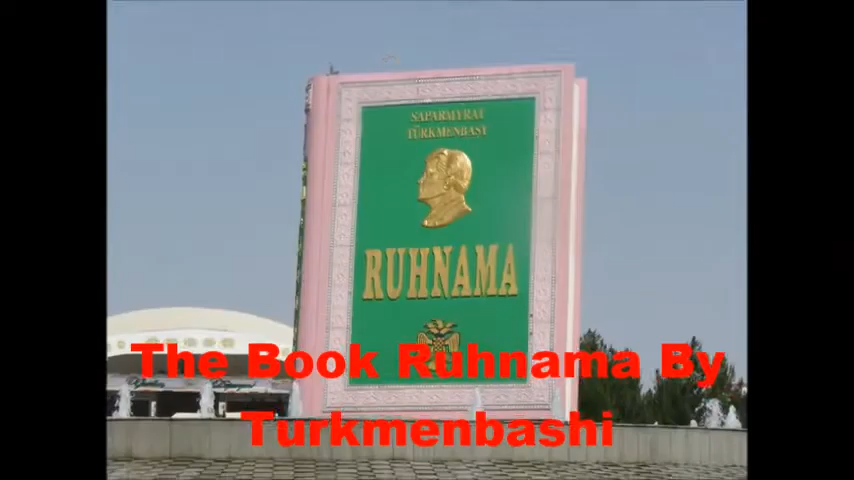 SAPARMYRAT
TÜRKMENBAŞY
RUHNAMA
The Book Ruhnama By
Turkmenbashi